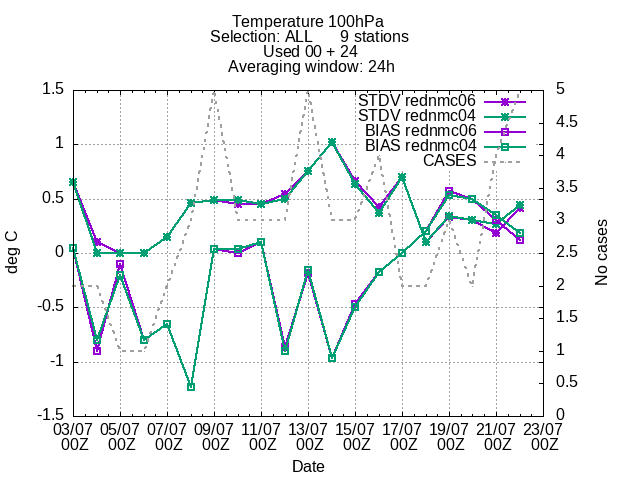 Temperature 100hPa
Selection: ALL 9 stations
Used 00 + 24
Averaging window: 24h
STDV rednmc06
STDV rednmc04
BIAS rednmc06
BIAS rednmc04
CASES
1.5
1
0.5
0
-0.5
-1
-1.5
deg C
5
4.5
4
3.5
3
2.5
2
1.5
1
0.5
0
No cases
03/07 05/07 07/07 09/07 11/07 13/07 15/07 17/07 19/07 21/07 23/07
00Z 00Z 00Z 00Z 00Z 00Z 00Z 00Z 00Z 00Z 00Z
Date